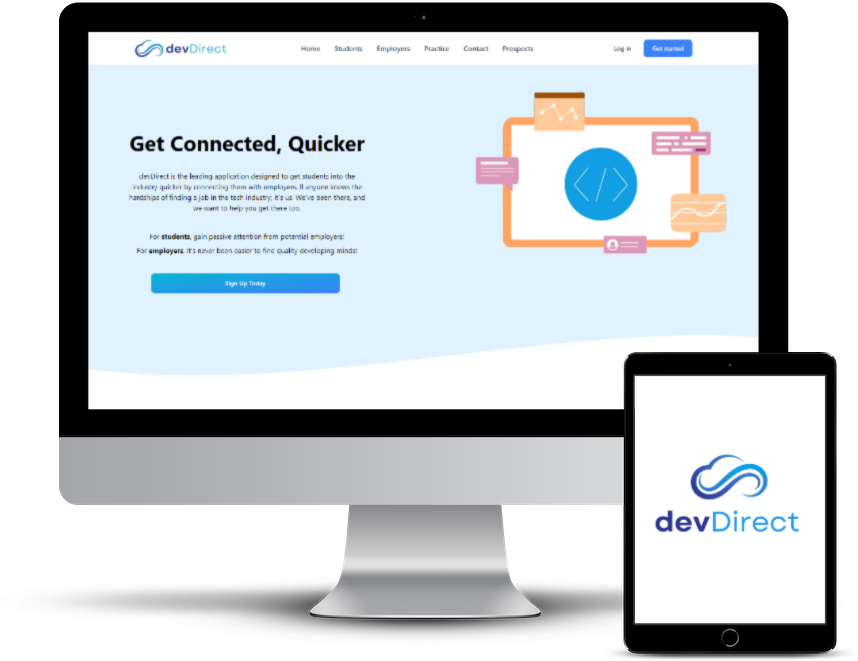 devDirect
Home Students Employers Practice Contact Prospects
Log in Get started
Get Connected, Quicker
devDirect is the leading application designed to get students into the
industry quicker by connecting them with employers. If anyone knows the
hardships of finding a job in the tech industry, it's us. We've been there, and
we want to help you get there too.
For students, gain passive attention from potential employers!
For employers, it's never been easier to find quality developing minds!
Sign Up Today
</>
devDirect